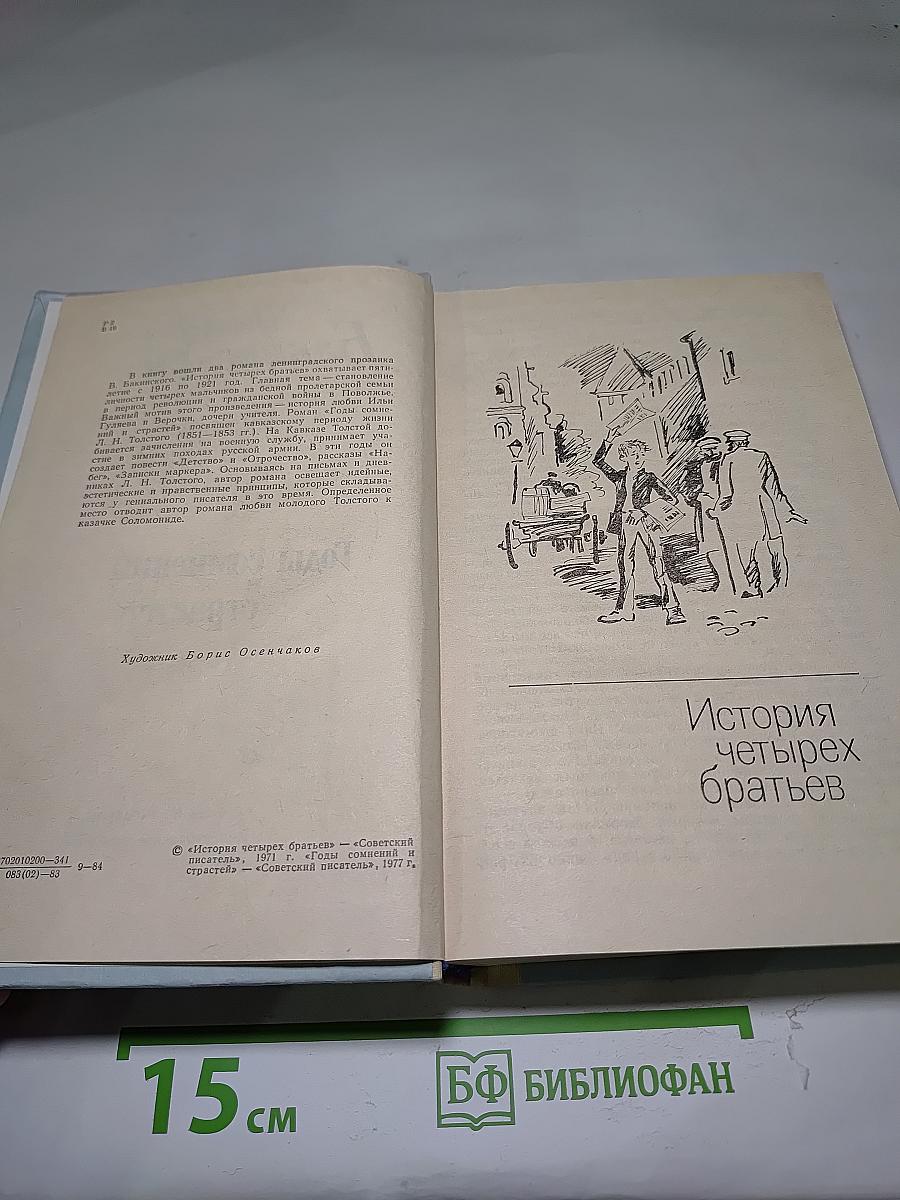 Р 2
Б 19
В книгу вошли два романа ленинградского прозаика
В. Бакинского. «История четырех братьев» охватывает пяти-
летие с 1916 по 1921 год. Главная тема — становление
личности четырех мальчиков из бедной пролетарской семьи
в период революции и гражданской войны в Поволжье.
Важный мотив этого произведения — история любви Ильи
Гуляева и Верочки, дочери учителя. Роман «Годы сомне-
ний и страстей» посвящен кавказскому периоду жизни
Л. Н. Толстого (1851—1853 гг.). На Кавказе Толстой до-
бивается зачисления на военную службу, принимает уча-
стие в зимних походах русской армии. В эти годы он
создает повести «Детство» и «Отрочество», рассказы «На-
бег», «Записки маркера». Основываясь на письмах и днев-
никах Л. Н. Толстого, автор романа освещает идейные,
эстетические и нравственные принципы, которые складыва-
ются у гениального писателя в это время. Определенное
место отводит автор романа любви молодого Толстого к
казачке Соломониде.
Художник Борис Осенчаков
702010200—341
083(02)—83
9—84
© «История четырех братьев» — «Советский
писатель», 1971 г. «Годы сомнений и
страстей» — «Советский писатель», 1977 г.
История
четырех
братьев
15 см
БФ БИБЛИОФАН